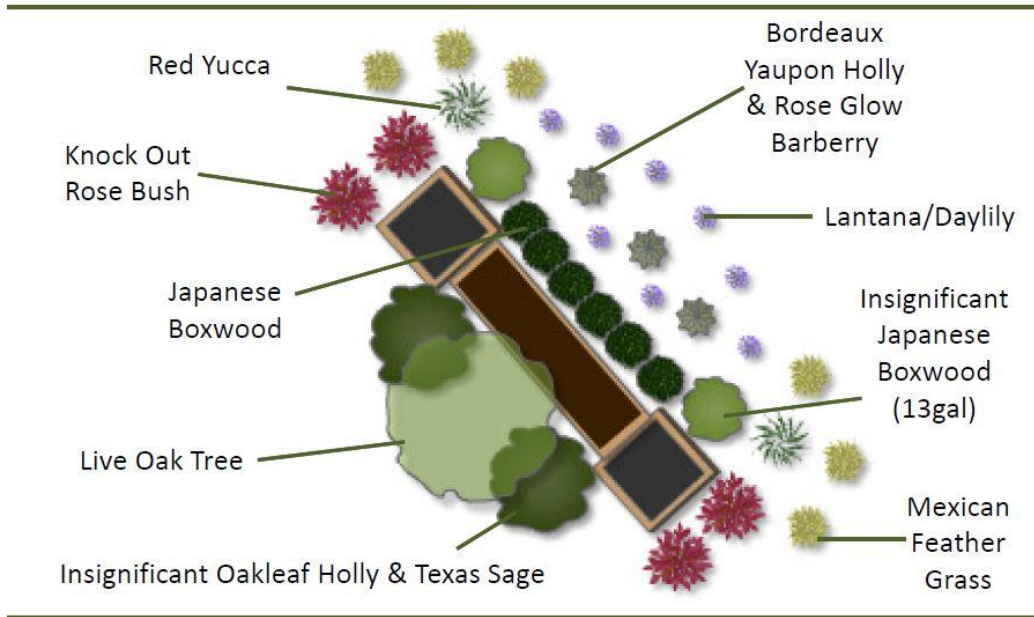 Red Yucca
Bordeaux
Yaupon Holly
& Rose Glow
Barberry
Knock Out
Rose Bush
Lantana/Daylily
Japanese
Boxwood
Insignificant
Japanese
Boxwood
(13gal)
Live Oak Tree
Mexican
Feather
Grass
Insignificant Oakleaf Holly & Texas Sage